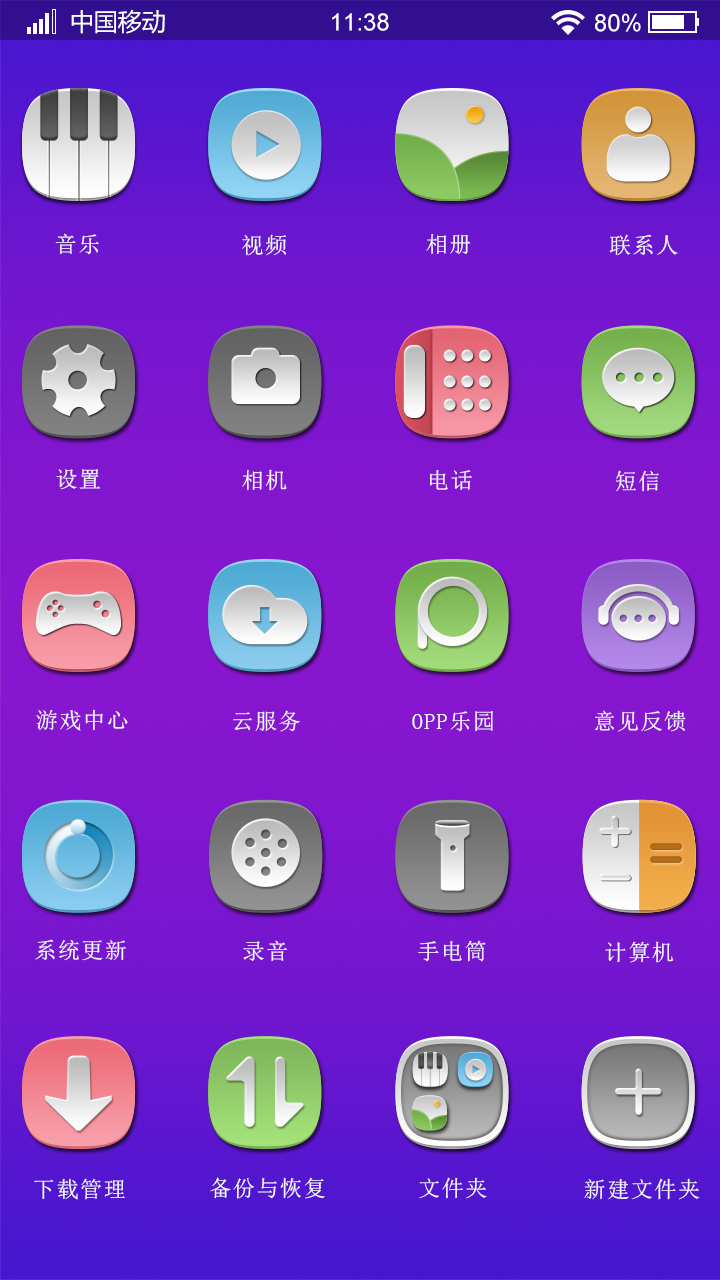 中国移动 11:38 80%
音乐 视频 相册 联系人
设置 相机 电话 短信
游戏中心 云服务 OPP乐园 意见反馈
系统更新 录音 手电筒 计算机
下载管理 备份与恢复 文件夹 新建文件夹